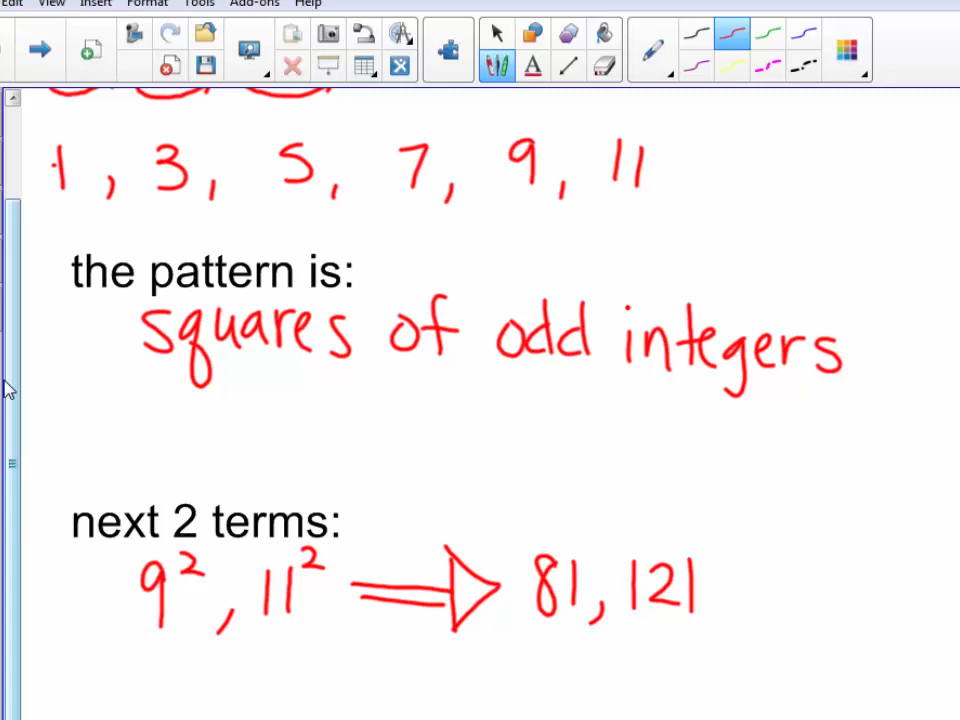 Edit View Insert Format Tools Add-ons Help
1, 3, 5, 7, 9, 11
the pattern is:
squares of odd integers
next 2 terms:
9², 11² ⇒ 81, 121